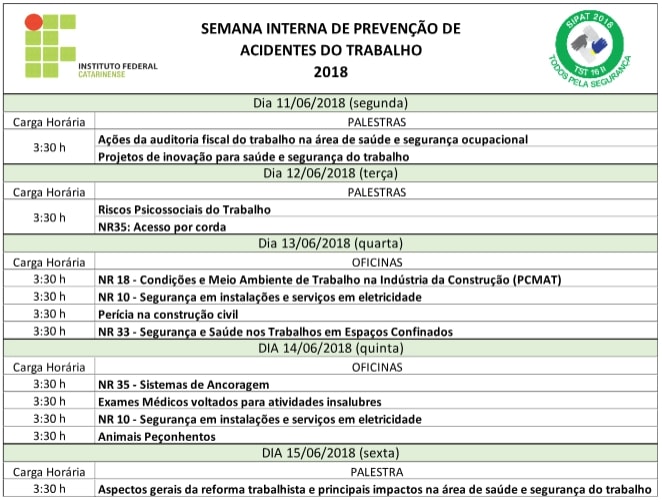 SEMANA INTERNA DE PREVENÇÃO DE
ACIDENTES DO TRABALHO
2018
INSTITUTO FEDERAL
CATARINENSE
SIPAT 2018
TST 16 II
TODOS PELA SEGURANÇA
Dia 11/06/2018 (segunda)
Carga Horária PALESTRAS
3:30 h
Ações da auditoria fiscal do trabalho na área de saúde e segurança ocupacional
Projetos de inovação para saúde e segurança do trabalho
Dia 12/06/2018 (terça)
Carga Horária PALESTRAS
3:30 h
Riscos Psicossociais do Trabalho
NR35: Acesso por corda
Dia 13/06/2018 (quarta)
Carga Horária OFICINAS
3:30 h NR 18 - Condições e Meio Ambiente de Trabalho na Indústria da Construção (PCMAT)
3:30 h NR 10 - Segurança em instalações e serviços em eletricidade
3:30 h Perícia na construção civil
3:30 h NR 33 - Segurança e Saúde nos Trabalhos em Espaços Confinados
DIA 14/06/2018 (quinta)
Carga Horária OFICINAS
3:30 h NR 35 - Sistemas de Ancoragem
3:30 h Exames Médicos voltados para atividades insalubres
3:30 h NR 10 - Segurança em instalações e serviços em eletricidade
3:30 h Animais Peçonhentos
DIA 15/06/2018 (sexta)
Carga Horária PALESTRA
3:30 h Aspectos gerais da reforma trabalhista e principais impactos na área de saúde e segurança do trabalho